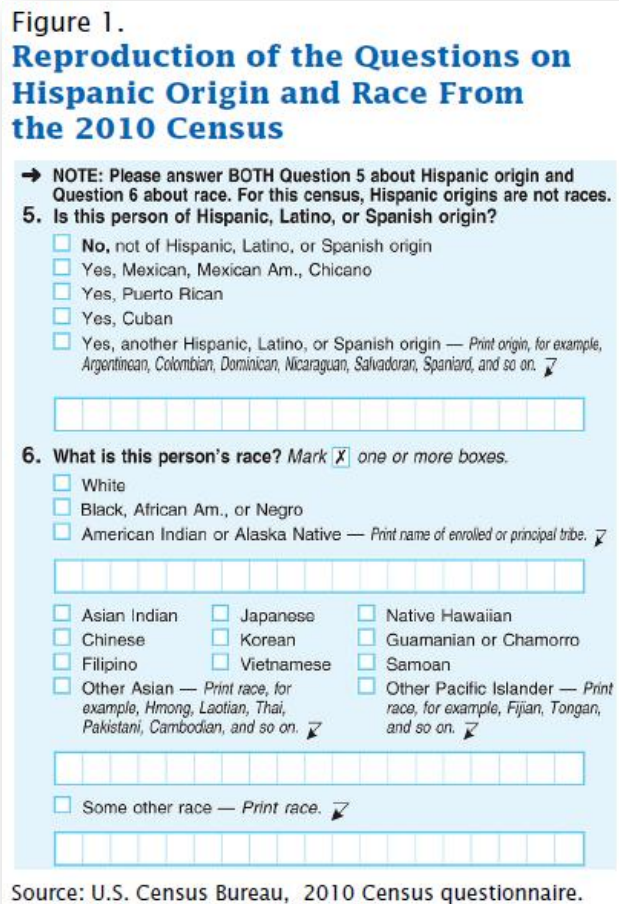 Figure 1.
Reproduction of the Questions on
Hispanic Origin and Race From
the 2010 Census
NOTE: Please answer BOTH Question 5 about Hispanic origin and
Question 6 about race. For this census, Hispanic origins are not races.
5. Is this person of Hispanic, Latino, or Spanish origin?
No, not of Hispanic, Latino, or Spanish origin
Yes, Mexican, Mexican Am., Chicano
Yes, Puerto Rican
Yes, Cuban
Yes, another Hispanic, Latino, or Spanish origin — Print origin, for example,
Argentinean, Colombian, Dominican, Nicaraguan, Salvadoran, Spaniard, and so on.
6. What is this person's race? Mark X one or more boxes.
White
Black, African Am., or Negro
American Indian or Alaska Native — Print name of enrolled or principal tribe.
Asian Indian Japanese Native Hawaiian
Chinese Korean Guamanian or Chamorro
Filipino Vietnamese Samoan
Other Asian — Print race, for
example, Hmong, Laotian, Thai,
Pakistani, Cambodian, and so on.
Other Pacific Islander — Print
race, for example, Fijian, Tongan,
and so on.
Some other race — Print race.
Source: U.S. Census Bureau, 2010 Census questionnaire.